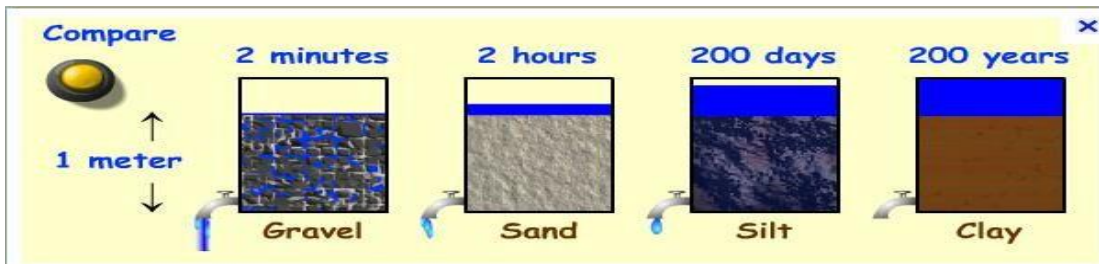 Compare
2 minutes
2 hours
200 days
200 years
1 meter
Gravel
Sand
Silt
Clay